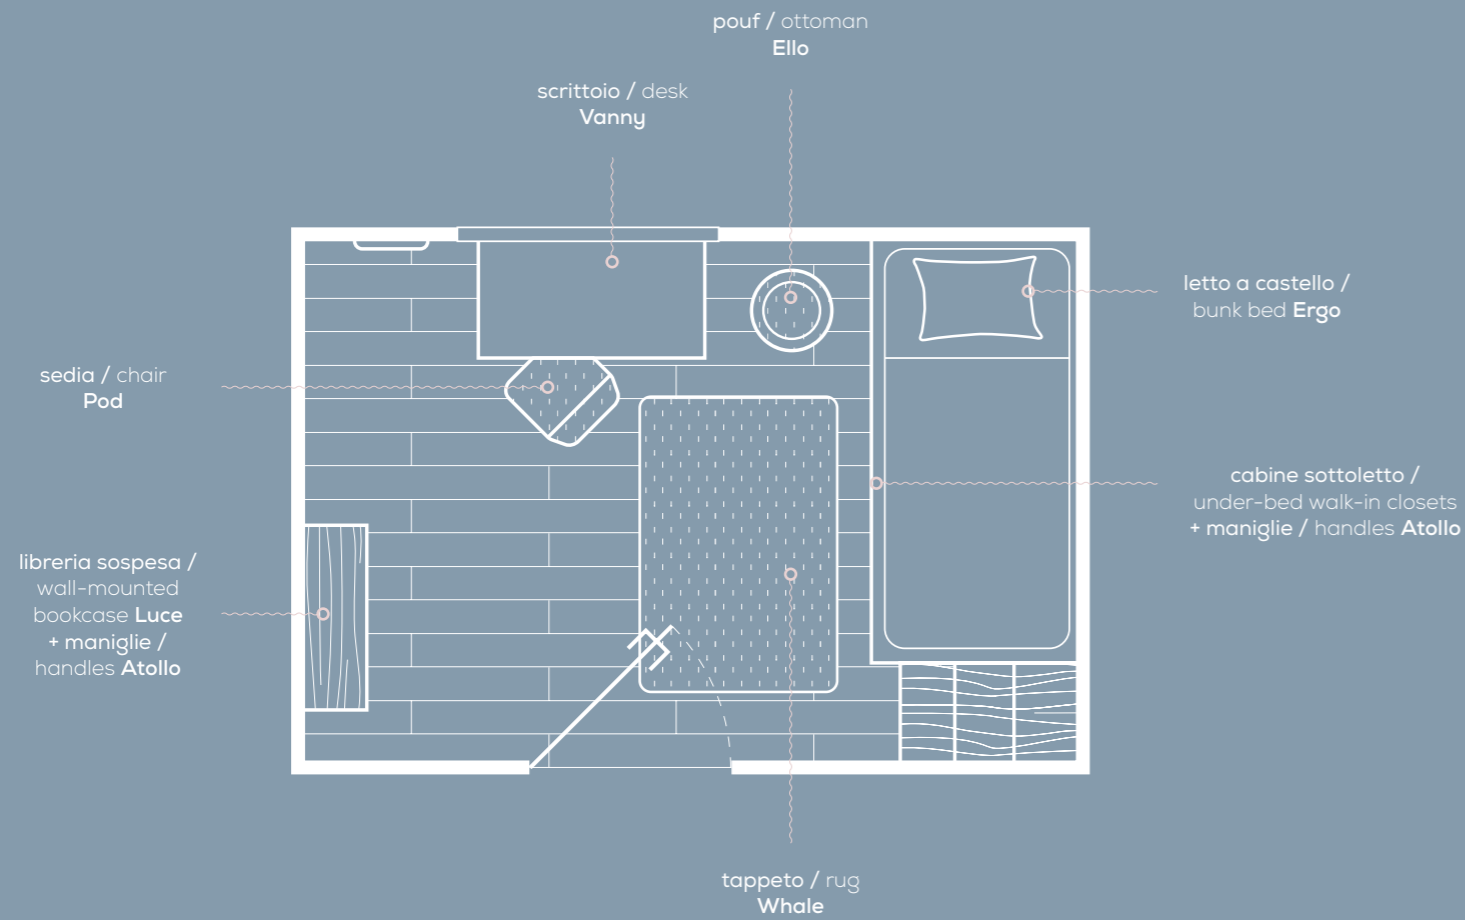 pouf / ottoman
Ello
scrittoio / desk
Vanny
letto a castello /
bunk bed Ergo
sedia / chair
Pod
cabine sottoletto /
under-bed walk-in closets
+ maniglie / handles Atollo
libreria sospesa /
wall-mounted
bookcase Luce
+ maniglie /
handles Atollo
tappeto / rug
Whale